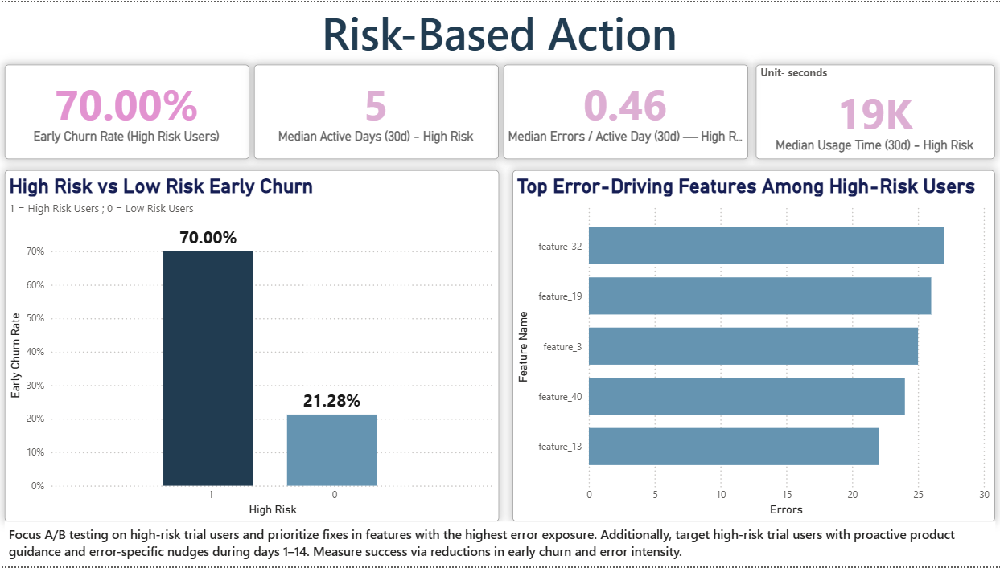 Risk-Based Action
70.00%
Early Churn Rate (High Risk Users)
5
Median Active Days (30d) - High Risk
0.46
Median Errors / Active Day (30d) — High R...
Unit- seconds
19K
Median Usage Time (30d) - High Risk
High Risk vs Low Risk Early Churn
1 = High Risk Users ; 0 = Low Risk Users
Early Churn Rate
70%
60%
50%
40%
30%
20%
10%
0%
70.00%
21.28%
1
0
High Risk
Top Error-Driving Features Among High-Risk Users
Feature Name
feature_32
feature_19
feature_3
feature_40
feature_13
0
5
10
15
20
25
30
Errors
Focus A/B testing on high-risk trial users and prioritize fixes in features with the highest error exposure. Additionally, target high-risk trial users with proactive product
guidance and error-specific nudges during days 1–14. Measure success via reductions in early churn and error intensity.